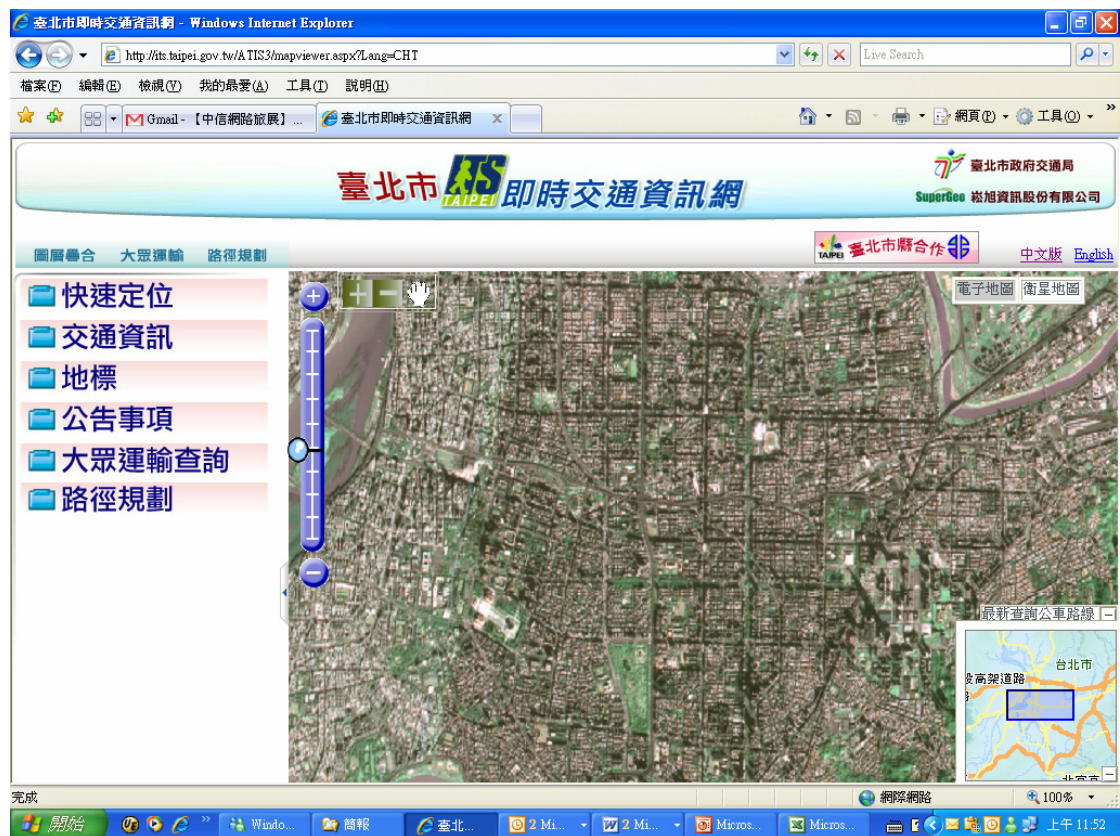 臺北市即時交通資訊網 - Windows Internet Explorer
http://its.taipei.gov.tw/ATIS3/mapviewer.aspx?Lang=CHT
Live Search
檔案(F) 編輯(E) 檢視(V) 我的最愛(A) 工具(T) 說明(H)
Gmail - 【中信網路旅展】... 臺北市即時交通資訊網 x 網頁(P) 工具(O) »
臺北市 ITS TAIPEI 即時交通資訊網
臺北市政府交通局
SuperGeo 崧旭資訊股份有限公司
圖層疊合 大眾運輸 路徑規劃
TAIPEI 臺北市縣合作
中文版 English
快速定位
交通資訊
地標
公告事項
大眾運輸查詢
路徑規劃
電子地圖 衛星地圖
最新查詢公車路線
台北市
高架道路
完成 網際網路 100%
開始 » Windo... 簡報 臺北... 2 Mi... 2 Mi... Micros... Micros... 上午 11:52